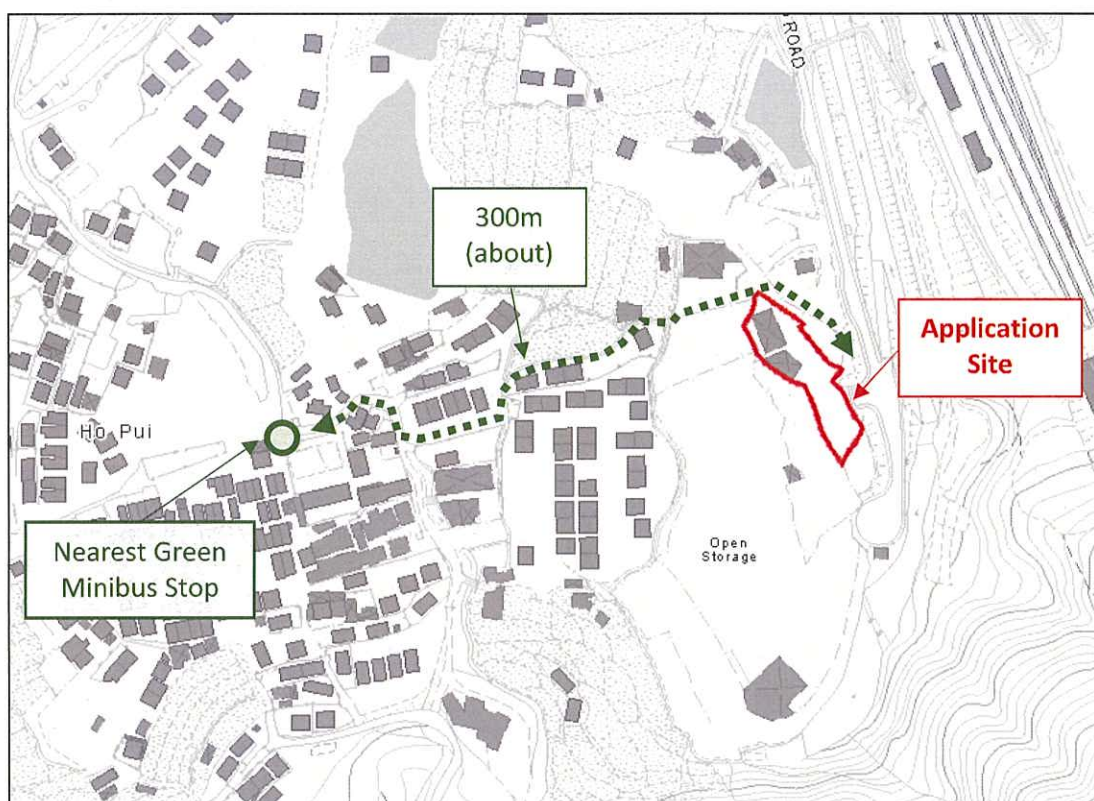 ROAD
300m
(about)
Application
Site
Ho Pui
Nearest Green
Minibus Stop
Open
Storage